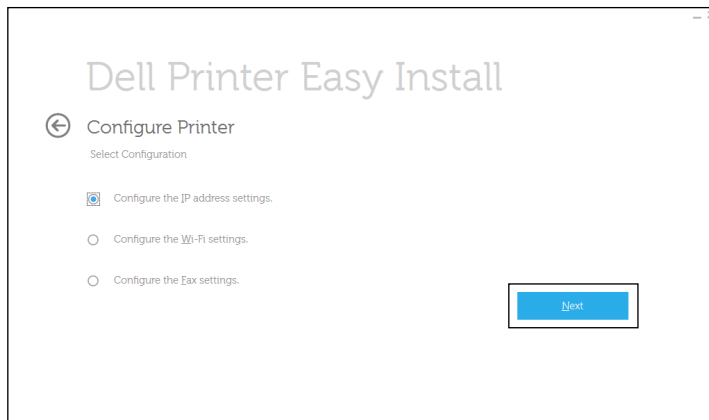 Dell Printer Easy Install
Configure Printer
Select Configuration
Configure the IP address settings.
Configure the Wi-Fi settings.
Configure the Fax settings.
Next